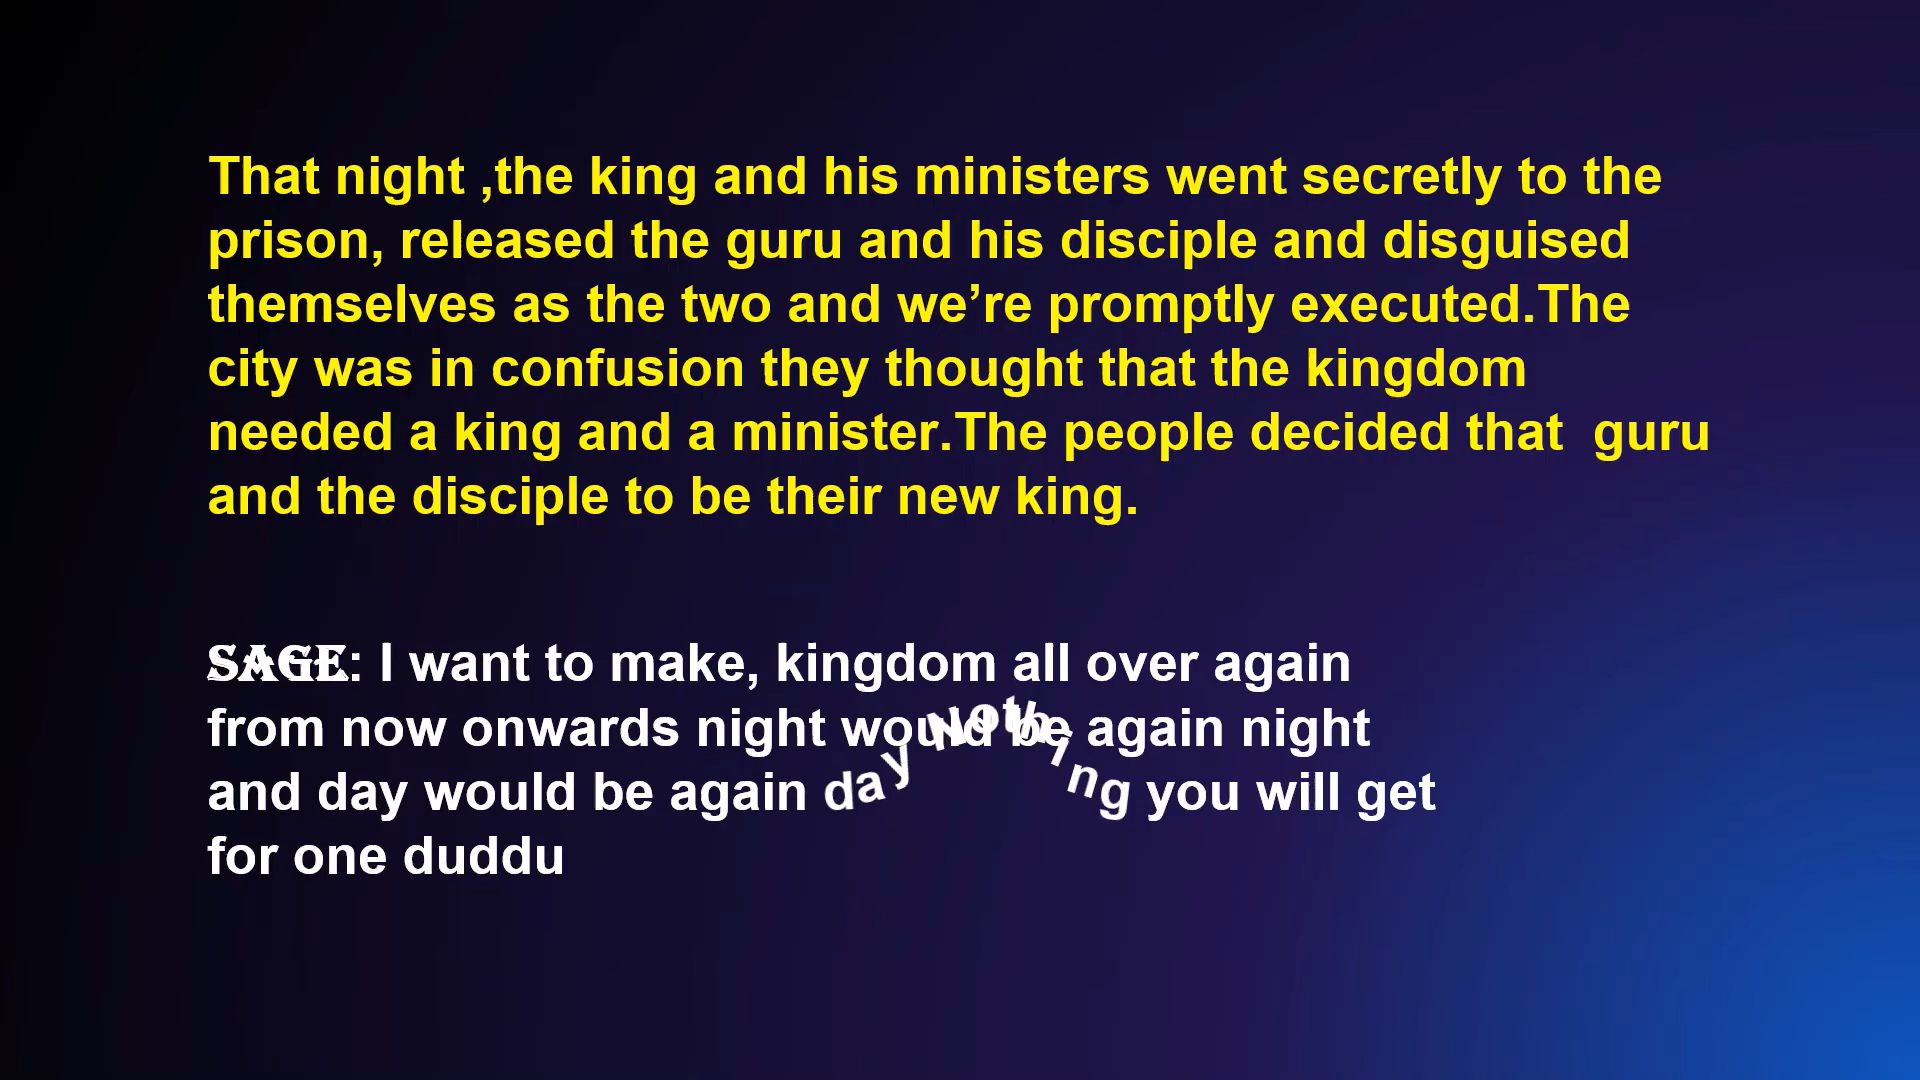 That night ,the king and his ministers went secretly to the
prison, released the guru and his disciple and disguised
themselves as the two and we’re promptly executed.The
city was in confusion they thought that the kingdom
needed a king and a minister.The people decided that  guru
and the disciple to be their new king.
SAGE: I want to make, kingdom all over again
from now onwards night would be again night
and day would be again day Nothing you will get
for one duddu